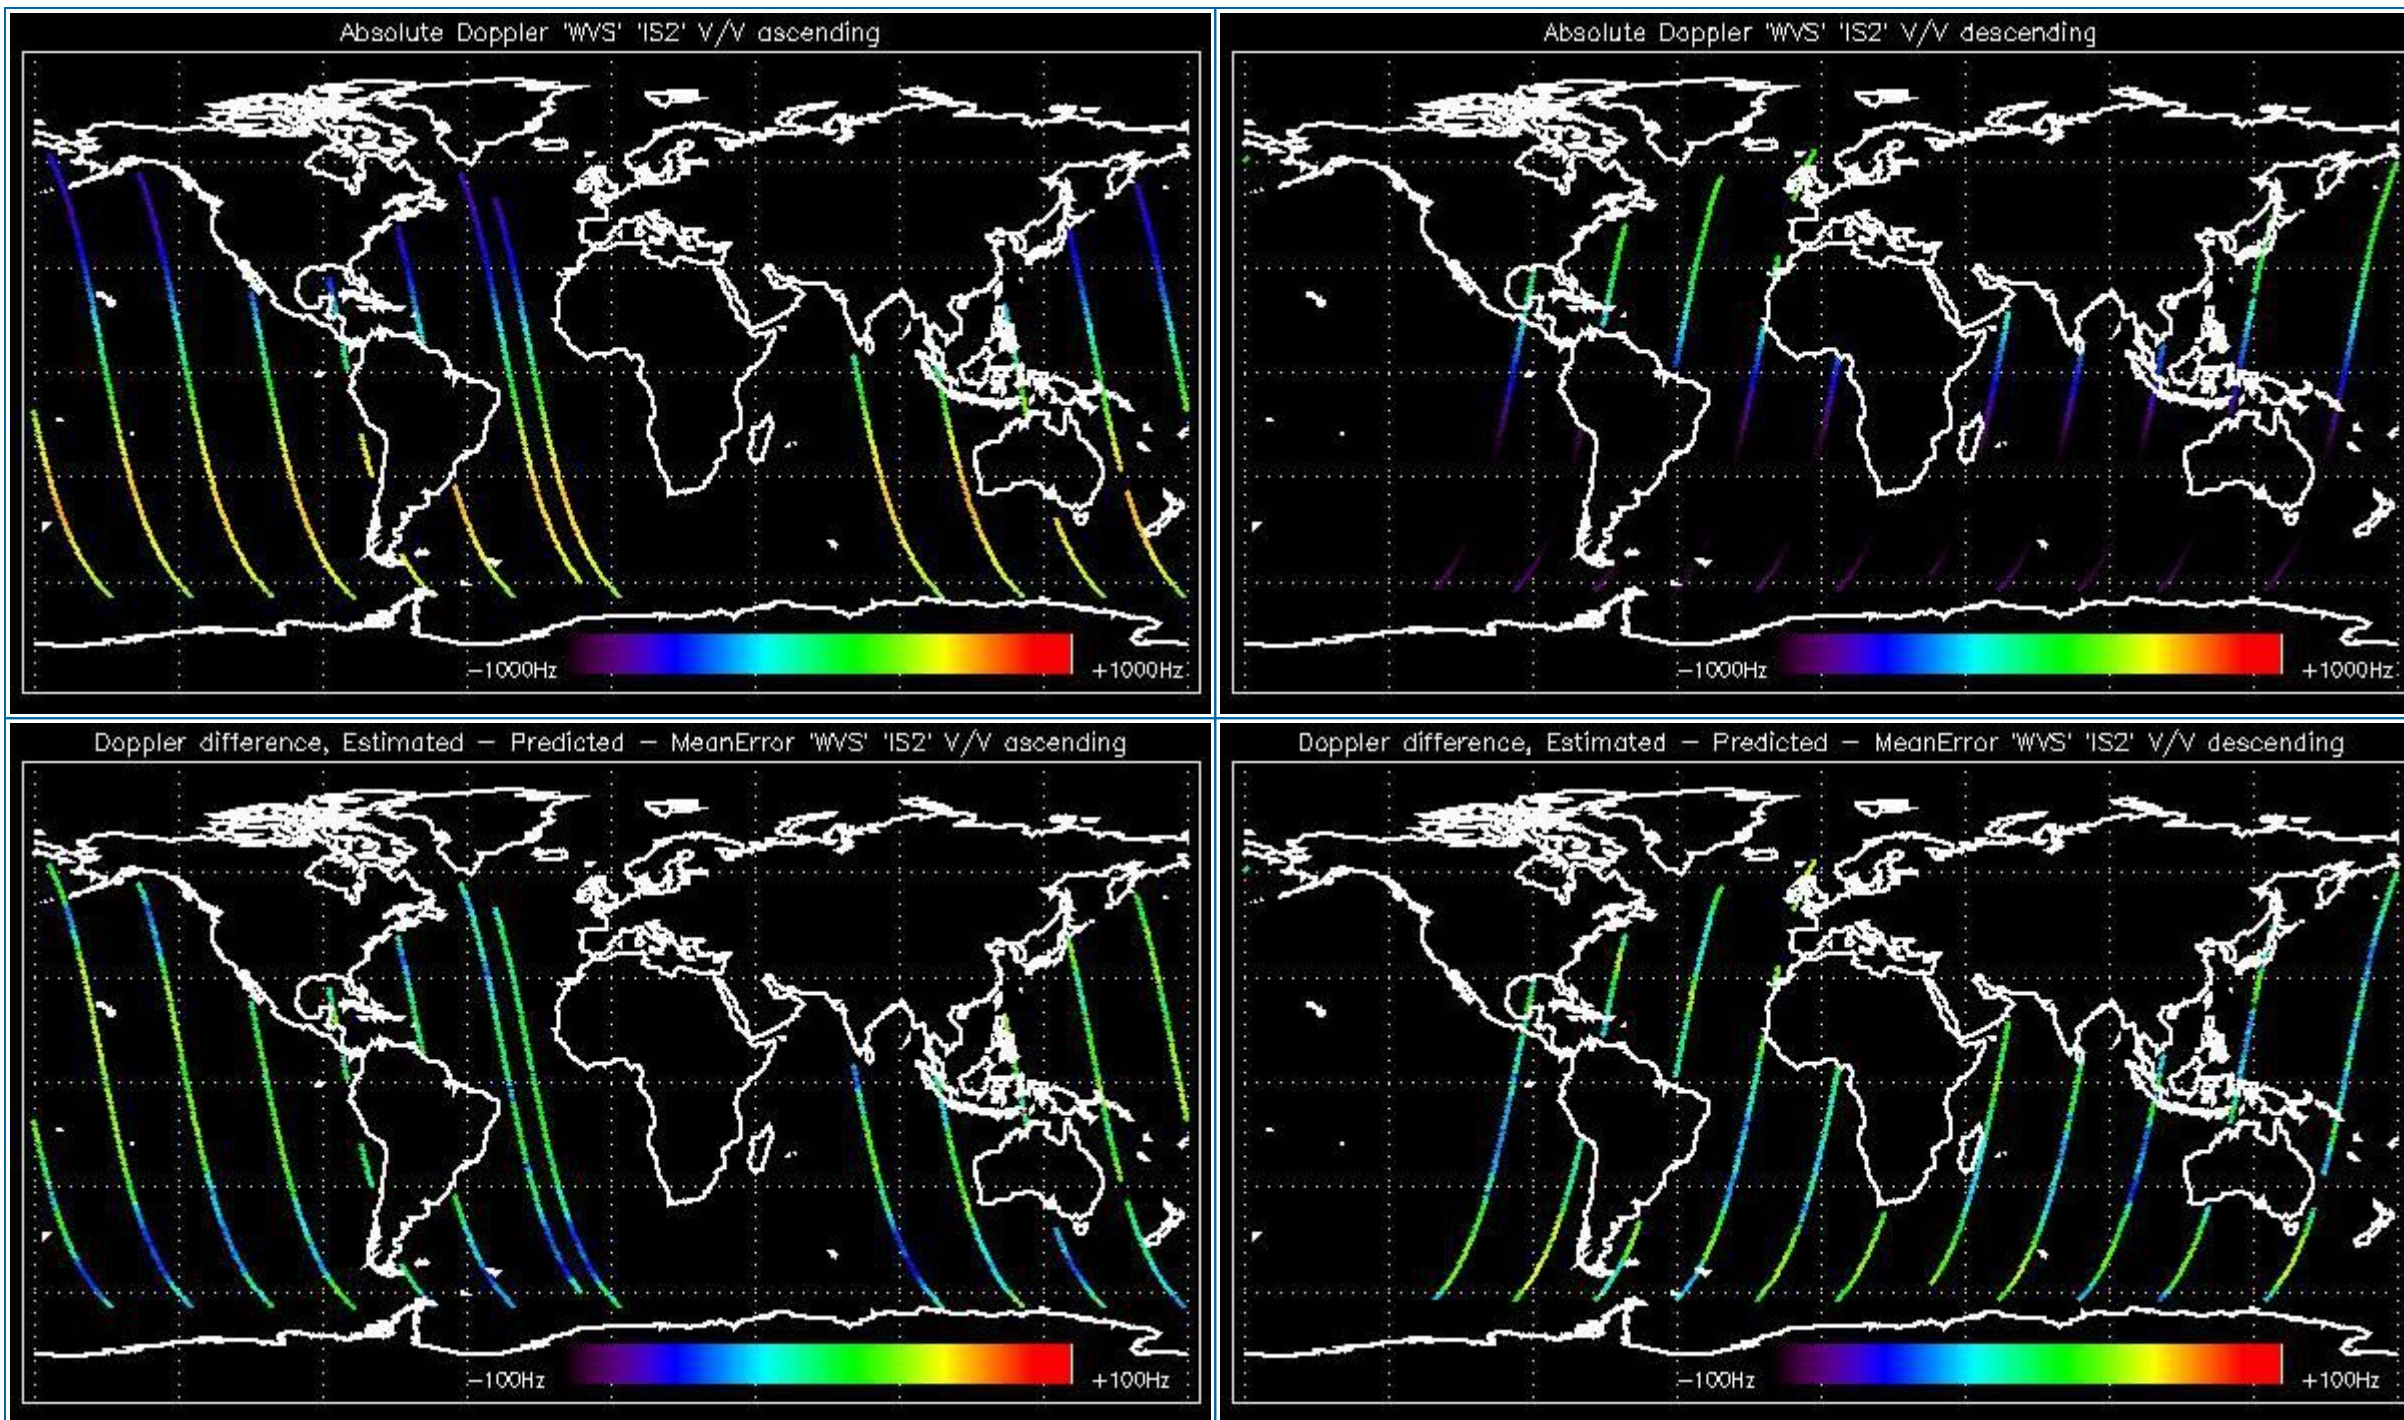 Absolute Doppler 'WVS' 'IS2' V/V ascending
−1000Hz
+1000Hz
Absolute Doppler 'WVS' 'IS2' V/V descending
−1000Hz
+1000Hz
Doppler difference, Estimated − Predicted − MeanError 'WVS' 'IS2' V/V ascending
−100Hz
+100Hz
Doppler difference, Estimated − Predicted − MeanError 'WVS' 'IS2' V/V descending
−100Hz
+100Hz